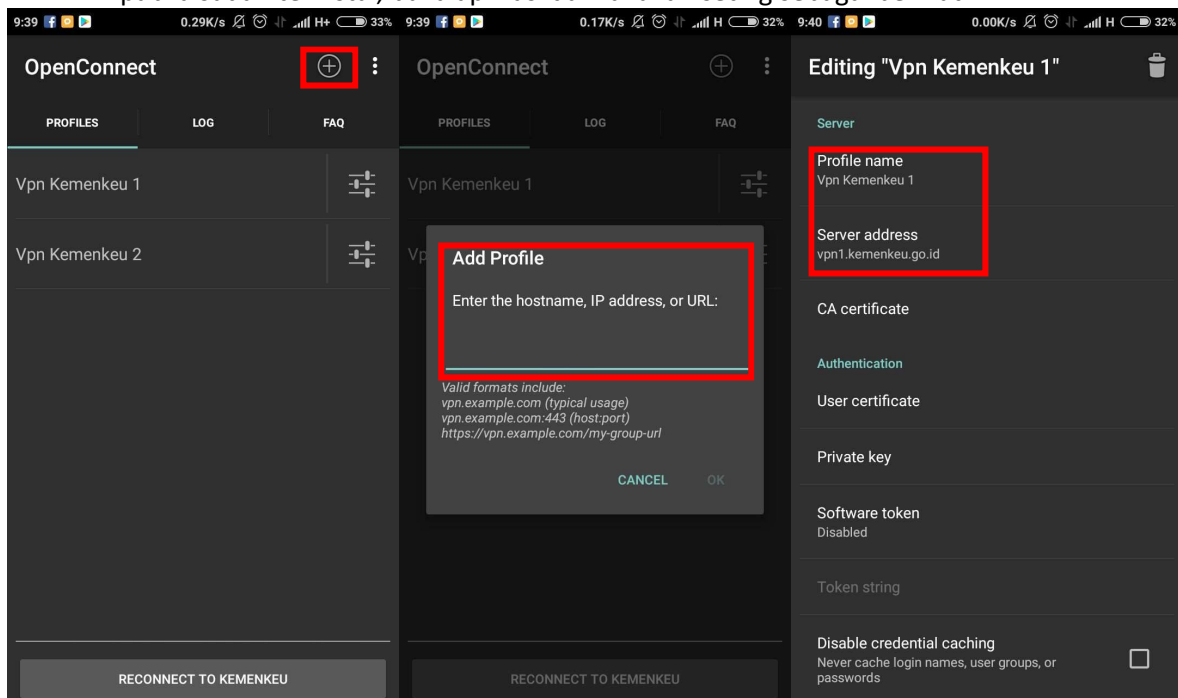 9:39 0.29K/s H+ 33%
OpenConnect
PROFILES LOG FAQ
Vpn Kemenkeu 1
Vpn Kemenkeu 2
RECONNECT TO KEMENKEU
9:39 0.17K/s H 32%
OpenConnect
PROFILES LOG FAQ
Vpn Kemenkeu 1
Vp
Add Profile
Enter the hostname, IP address, or URL:
Valid formats include:
vpn.example.com (typical usage)
vpn.example.com:443 (host:port)
https://vpn.example.com/my-group-url
CANCEL OK
RECONNECT TO KEMENKEU
9:40 0.00K/s H 32%
Editing "Vpn Kemenkeu 1"
Server
Profile name
Vpn Kemenkeu 1
Server address
vpn1.kemenkeu.go.id
CA certificate
Authentication
User certificate
Private key
Software token
Disabled
Token string
Disable credential caching
Never cache login names, user groups, or
passwords